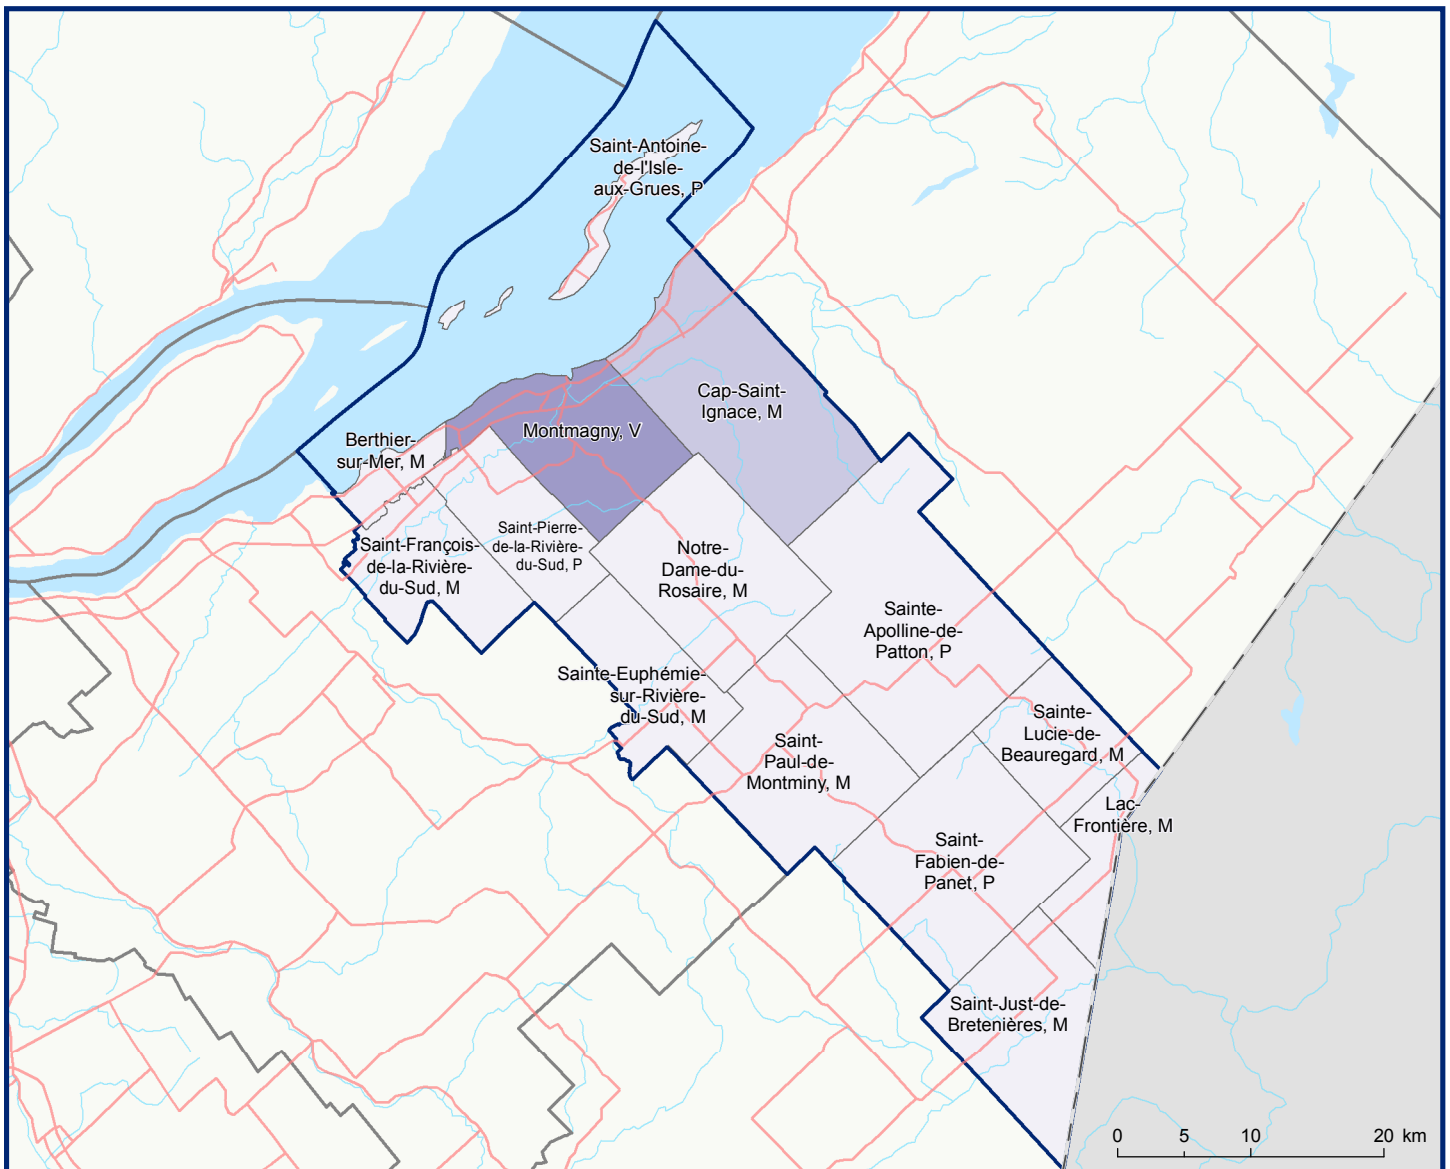 Saint-Antoine-
de-l'Isle-
aux-Grues, P
Cap-Saint-
Ignace, M
Montmagny, V
Berthier-
sur-Mer, M
Saint-Pierre-
de-la-Rivière-
du-Sud, P
Saint-François-
de-la-Rivière-
du-Sud, M
Notre-
Dame-du-
Rosaire, M
Sainte-
Apolline-de-
Patton, P
Sainte-Euphémie-
sur-Rivière-
du-Sud, M
Sainte-
Lucie-de-
Beauregard, M
Saint-
Paul-de-
Montminy, M
Lac-
Frontière, M
Saint-
Fabien-de-
Panet, P
Saint-Just-de-
Bretenières, M
0 5 10 20 km